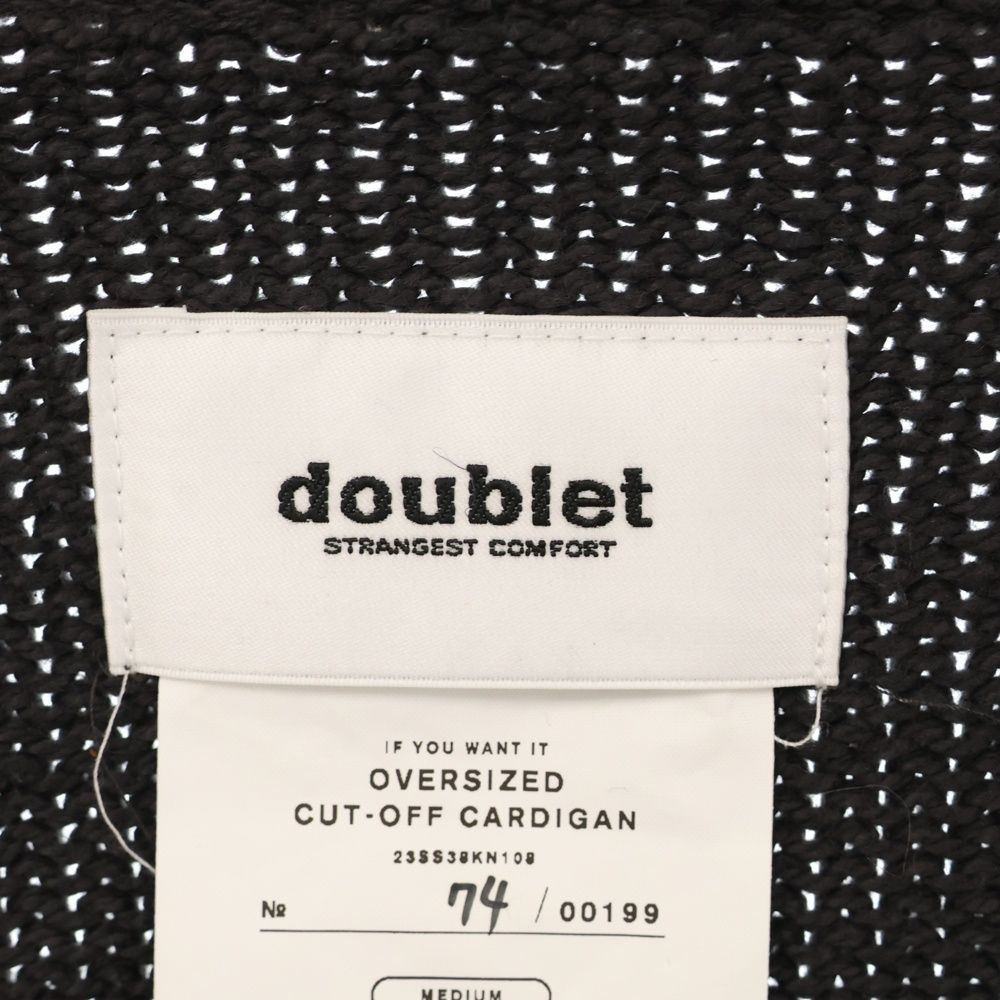 doublet
STRANGEST COMFORT
IF YOU WANT IT
OVERSIZED
CUT-OFF CARDIGAN
23SS38KN108
№ 74 / 00199
MEDIUM